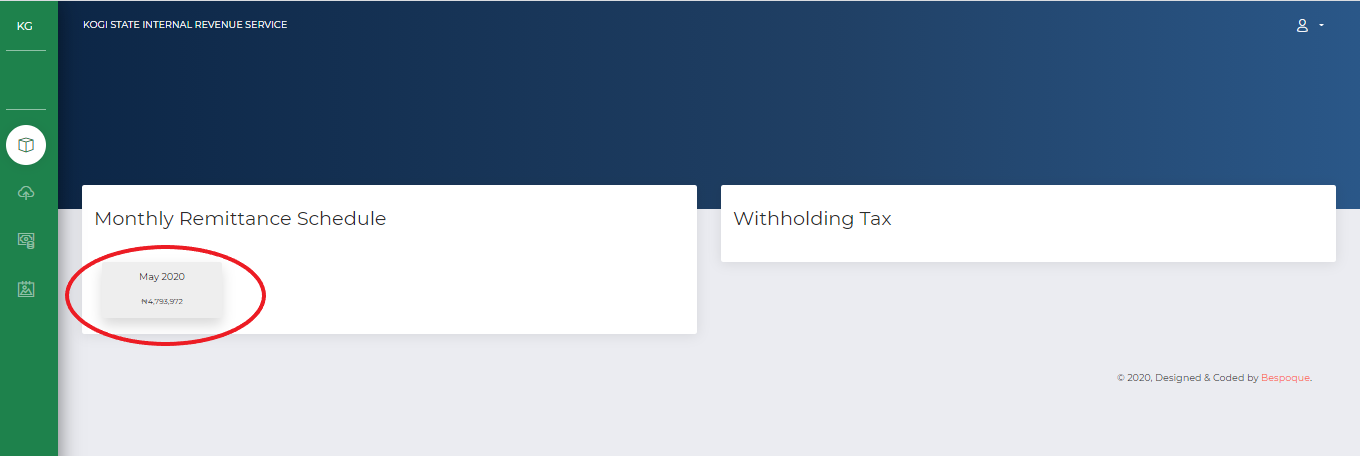 KG
KOGI STATE INTERNAL REVENUE SERVICE
Monthly Remittance Schedule
May 2020
₦4,793,972
Withholding Tax
© 2020, Designed & Coded by Bespoque.